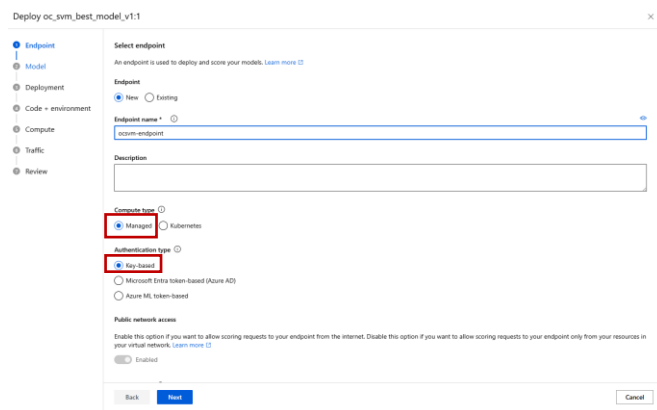 Deploy oc_svm_best_model_v1:1
Endpoint
Model
Deployment
Code + environment
Compute
Traffic
Review
Select endpoint
An endpoint is used to deploy and score your models. Learn more
Endpoint
New Existing
Endpoint name *
ocsvm-endpoint
Description
Compute type
Managed Kubernetes
Authentication type
Key-based
Microsoft Entra token-based (Azure AD)
Azure ML token-based
Public network access
Enable this option if you want to allow scoring requests to your endpoint from the internet. Disable this option if you want to allow scoring requests to your endpoint only from your resources in
your virtual network. Learn more
Enabled
Back Next Cancel